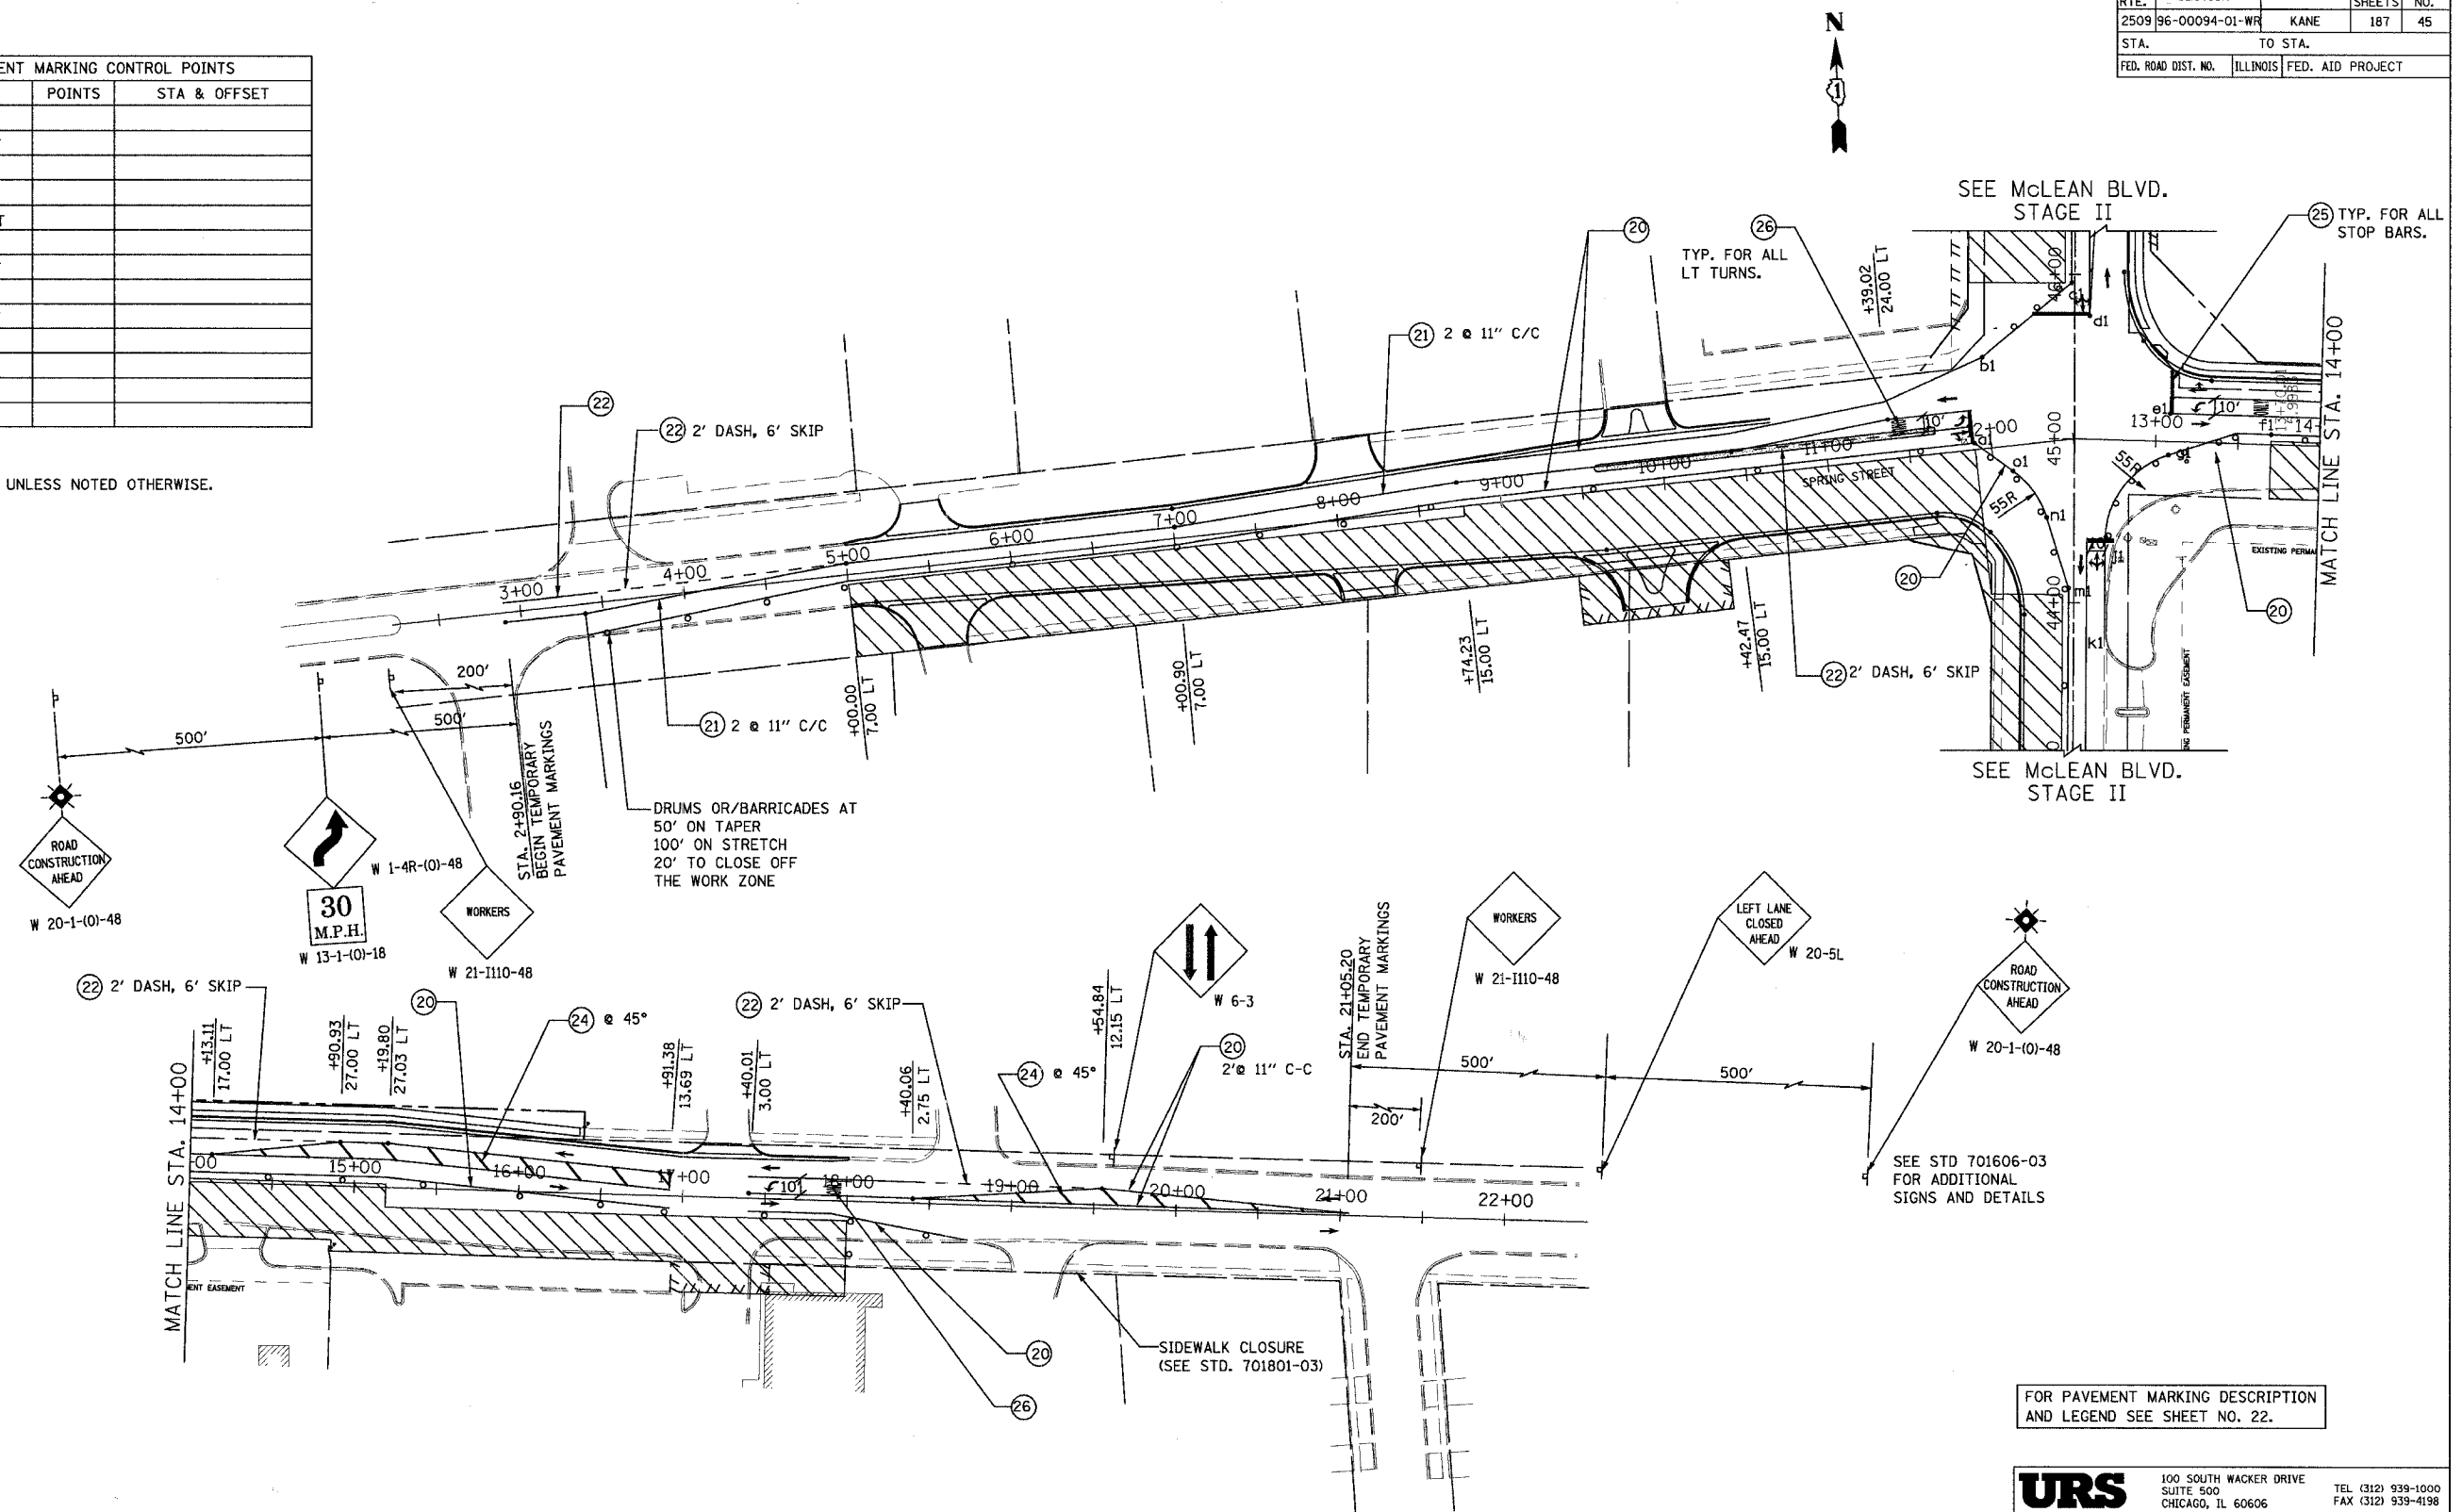 RTE.
SHEETS
NO.
2509
96-00094-01-WR
KANE
187
45
STA.
TO STA.
FED. ROAD DIST. NO.
ILLINOIS
FED. AID PROJECT
ENT MARKING CONTROL POINTS
POINTS
STA & OFFSET
UNLESS NOTED OTHERWISE.
N
1
SEE McLEAN BLVD.
STAGE II
25 TYP. FOR ALL
STOP BARS.
20
26
TYP. FOR ALL
LT TURNS.
+39.02
24.00 LT
21 2 @ 11" C/C
22
22 2' DASH, 6' SKIP
3+00
4+00
5+00
6+00
7+00
8+00
9+00
10+00
11+00
2+00
13+00
14
SPRING STREET
46+00
45+00
44+00
c1
d1
b1
e1
f1
g1
a1
o1
n1
m1
k1
j1
10'
10'
55R
55R
ONLY
MATCH LINE STA. 14+00
EXISTING PERMA
NG PERMANENT EASEMENT
20
20
22 2' DASH, 6' SKIP
SEE McLEAN BLVD.
STAGE II
200'
500'
500'
21 2 @ 11" C/C
+00.00
7.00 LT
+00.90
7.00 LT
+74.23
15.00 LT
+42.47
15.00 LT
STA. 2+90.16
BEGIN TEMPORARY
PAVEMENT MARKINGS
DRUMS OR/BARRICADES AT
50' ON TAPER
100' ON STRETCH
20' TO CLOSE OFF
THE WORK ZONE
ROAD
CONSTRUCTION
AHEAD
W 20-1-(O)-48
W 1-4R-(O)-48
30
M.P.H.
W 13-1-(O)-18
WORKERS
W 21-I110-48
22 2' DASH, 6' SKIP
20
24 @ 45°
22 2' DASH, 6' SKIP
24 @ 45°
20
2'@ 11" C-C
W 6-3
+13.11
17.00 LT
+90.93
27.00 LT
+19.80
27.03 LT
+91.38
13.69 LT
+40.01
3.00 LT
+40.06
2.75 LT
+54.84
12.15 LT
STA. 21+05.20
END TEMPORARY
PAVEMENT MARKINGS
WORKERS
W 21-I110-48
LEFT LANE
CLOSED
AHEAD
W 20-5L
ROAD
CONSTRUCTION
AHEAD
W 20-1-(O)-48
500'
500'
200'
MATCH LINE STA. 14+00
+00
15+00
16+00
+00
10'
18+00
19+00
20+00
21+00
22+00
SEE STD 701606-03
FOR ADDITIONAL
SIGNS AND DETAILS
ENT EASEMENT
SIDEWALK CLOSURE
(SEE STD. 701801-03)
20
26
FOR PAVEMENT MARKING DESCRIPTION
AND LEGEND SEE SHEET NO. 22.
URS
100 SOUTH WACKER DRIVE
SUITE 500
CHICAGO, IL 60606
TEL (312) 939-1000
FAX (312) 939-4198